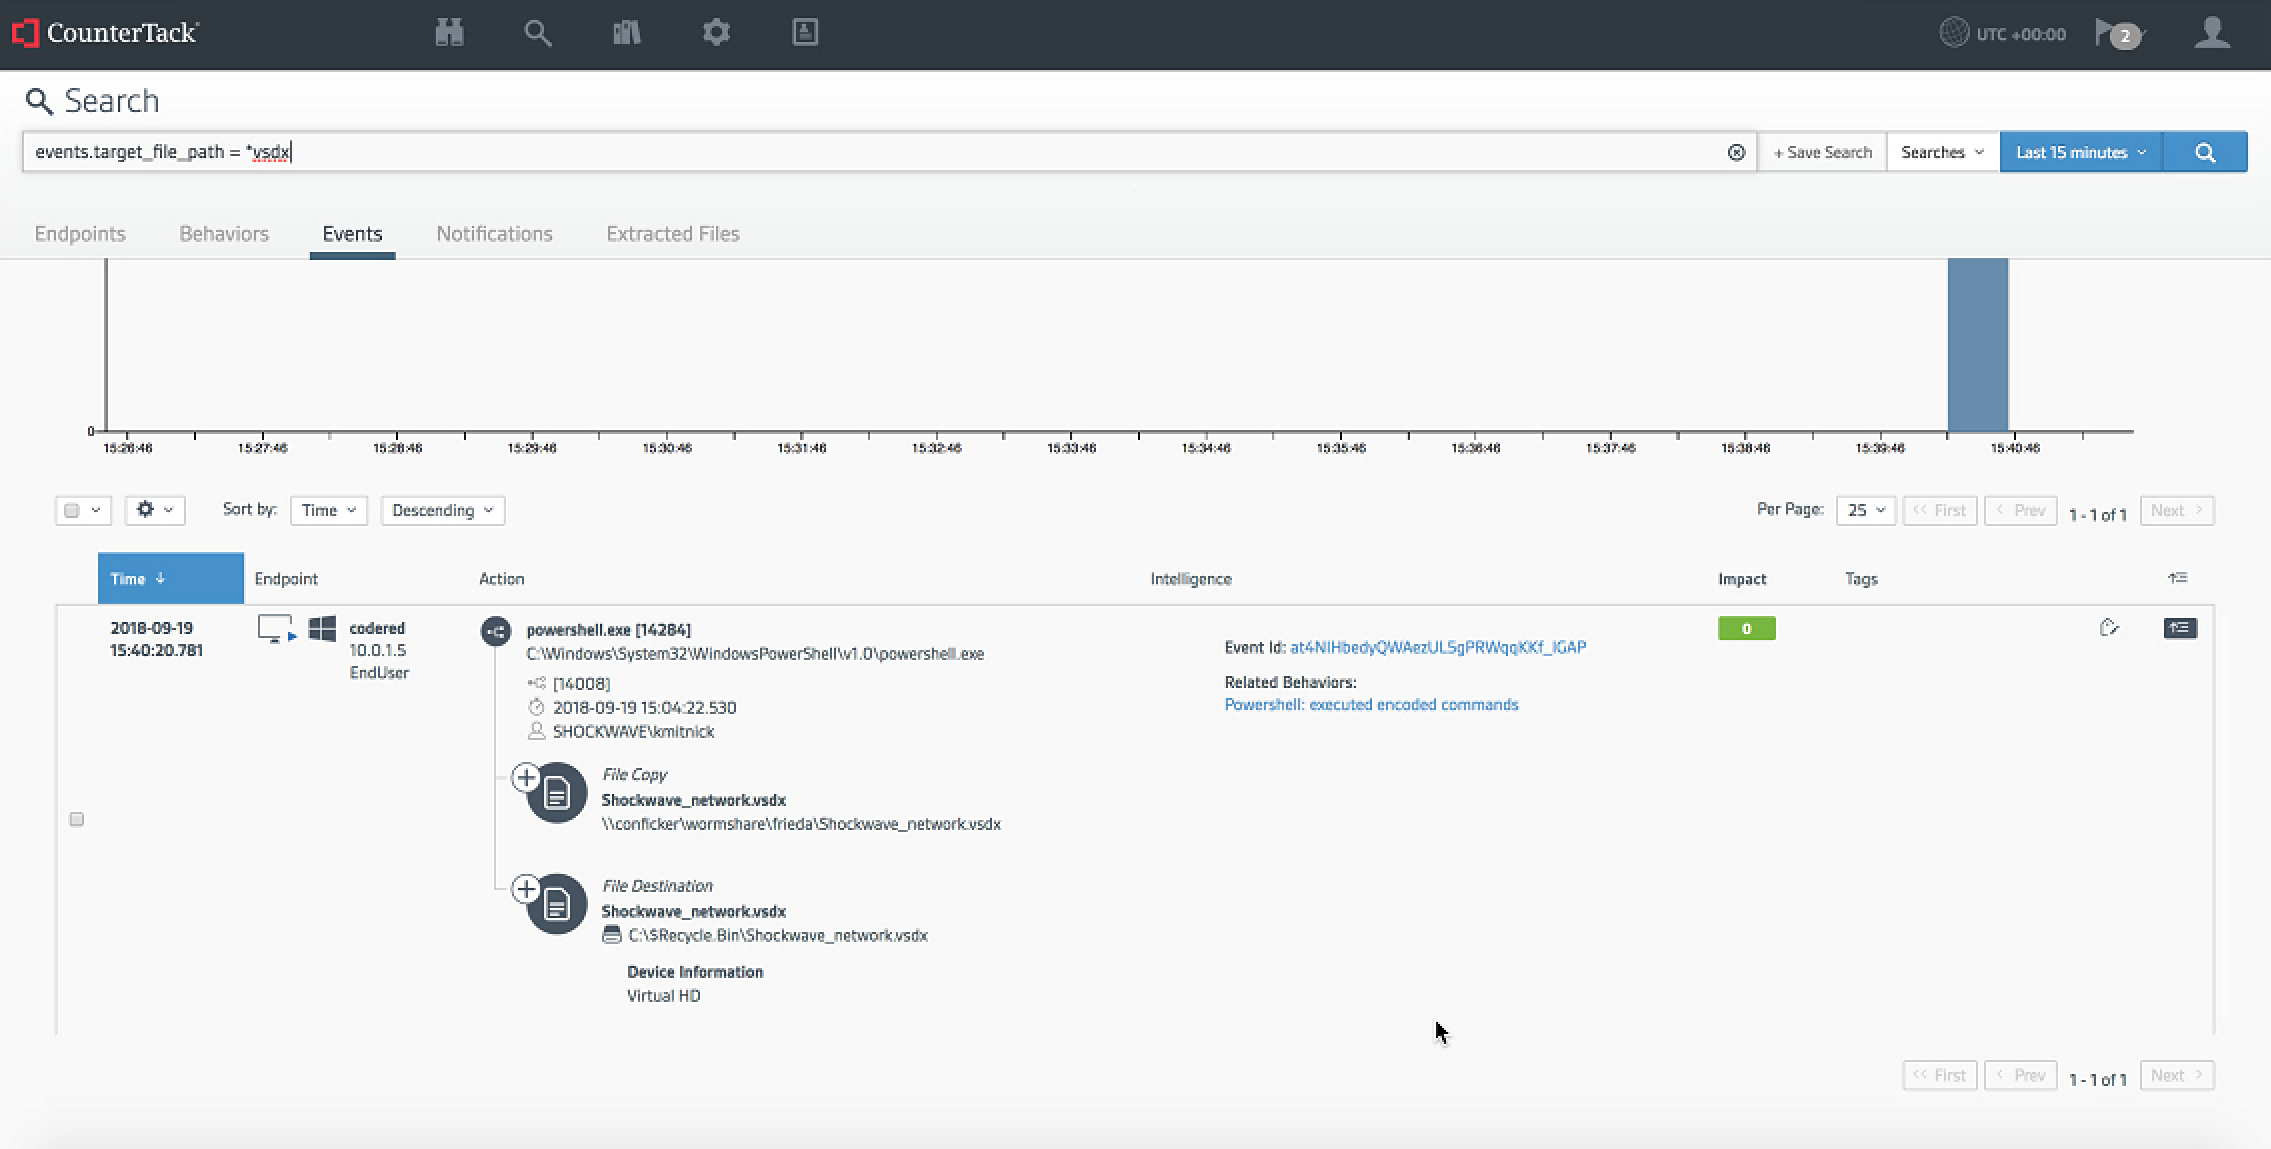 CounterTack
UTC +00:00
2
Search
events.target_file_path = *vsdx
+ Save Search
Searches
Last 15 minutes
Endpoints
Behaviors
Events
Notifications
Extracted Files
0
15:26:46 15:27:46 15:28:46 15:29:46 15:30:46 15:31:46 15:32:46 15:33:46 15:34:46 15:35:46 15:36:46 15:37:46 15:38:46 15:39:46 15:40:46
Sort by:
Time
Descending
Per Page:
25
<< First
< Prev
1 - 1 of 1
Next >
Time ↓
Endpoint
Action
Intelligence
Impact
Tags
2018-09-19
15:40:20.781
codered
10.0.1.5
EndUser
powershell.exe [14284]
C:\Windows\System32\WindowsPowerShell\v1.0\powershell.exe
[14008]
2018-09-19 15:04:22.530
SHOCKWAVE\kmitnick
File Copy
Shockwave_network.vsdx
\\conficker\wormshare\frieda\Shockwave_network.vsdx
File Destination
Shockwave_network.vsdx
C:\$Recycle.Bin\Shockwave_network.vsdx
Device Information
Virtual HD
Event Id:
Related Behaviors:
Powershell: executed encoded commands
0
<< First
< Prev
1 - 1 of 1
Next >